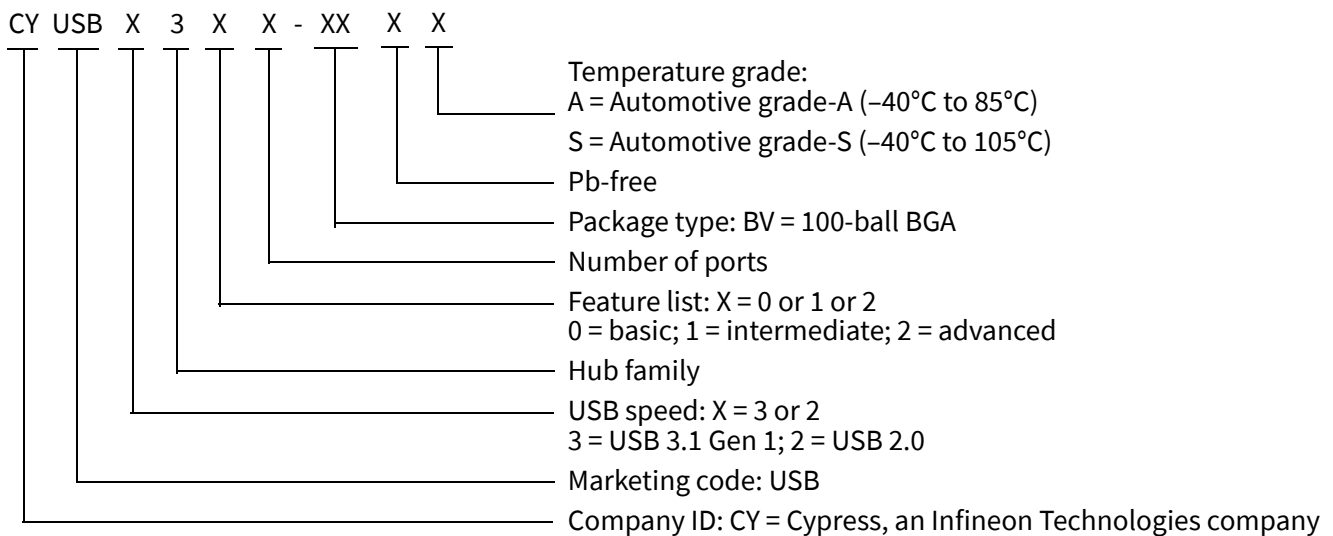 CY USB X 3 X X - XX X X
Temperature grade:
A = Automotive grade-A (–40°C to 85°C)
S = Automotive grade-S (–40°C to 105°C)
Pb-free
Package type: BV = 100-ball BGA
Number of ports
Feature list: X = 0 or 1 or 2
0 = basic; 1 = intermediate; 2 = advanced
Hub family
USB speed: X = 3 or 2
3 = USB 3.1 Gen 1; 2 = USB 2.0
Marketing code: USB
Company ID: CY = Cypress, an Infineon Technologies company